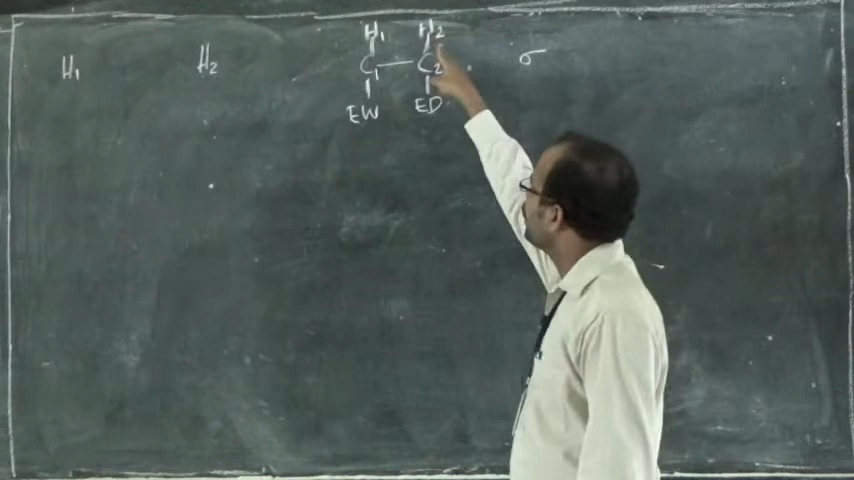 H₁ H₂
H₁ H₂
C₁ — C₂ σ
EW ED